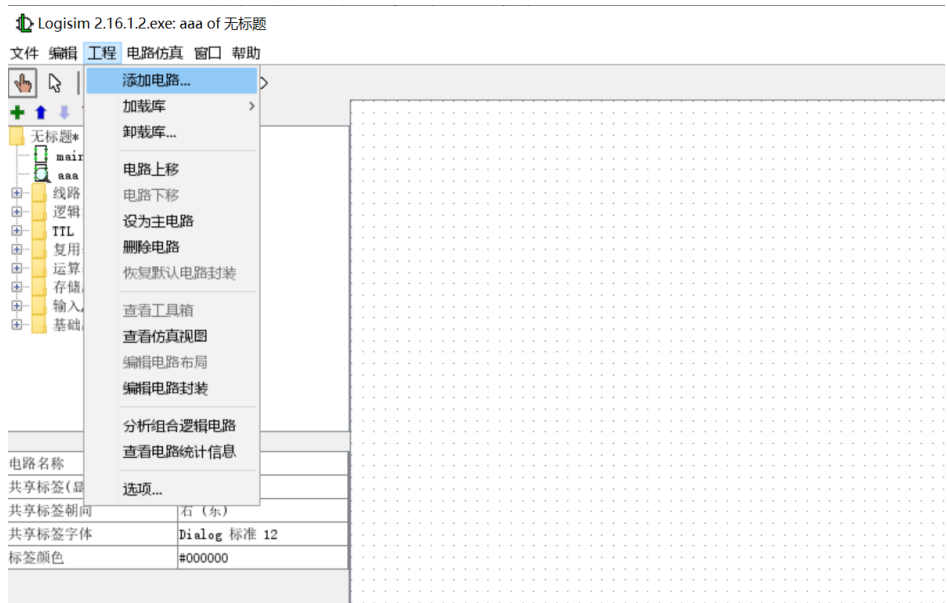 Logisim 2.16.1.2.exe: aaa of 无标题
文件 编辑 工程 电路仿真 窗口 帮助
添加电路...
加载库
卸载库...
电路上移
电路下移
设为主电路
删除电路
恢复默认电路封装
查看工具箱
查看仿真视图
编辑电路布局
编辑电路封装
分析组合逻辑电路
查看电路统计信息
选项...
无标题*
main
aaa
线路
逻辑
TTL
复用
运算
存储
输入
基础
电路名称
共享标签(显
共享标签朝向 右 (东)
共享标签字体 Dialog 标准 12
标签颜色 #000000